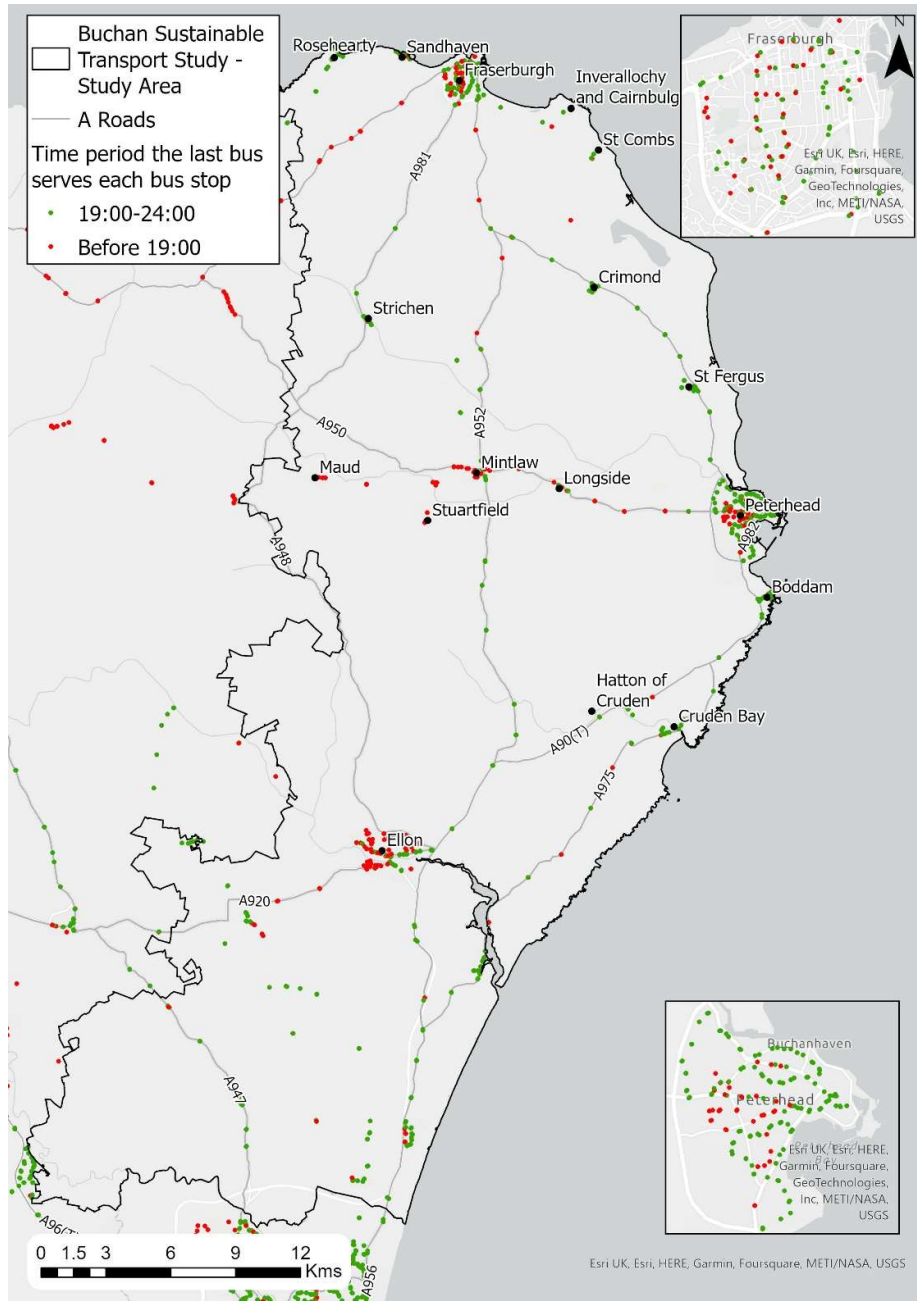 Buchan Sustainable
Transport Study -
Study Area
A Roads
Time period the last bus
serves each bus stop
19:00-24:00
Before 19:00
Rosehearty
Sandhaven
Fraserburgh
Inverallochy
and Cairnbulg
St Combs
A981
Crimond
Strichen
St Fergus
A950
A952
Maud
Mintlaw
Longside
Stuartfield
Peterhead
A982
A948
Boddam
Hatton of
Cruden
Cruden Bay
A90(T)
A975
Ellon
A920
A947
A96(T)
A956
0 1.5 3 6 9 12
Kms
Fraserburgh
N
Esri UK, Esri, HERE,
Garmin, Foursquare,
GeoTechnologies,
Inc, METI/NASA,
USGS
Buchanhaven
Peterhead
Peterhead
Bay
Esri UK, Esri, HERE,
Garmin, Foursquare,
GeoTechnologies,
Inc, METI/NASA,
USGS
Esri UK, Esri, HERE, Garmin, Foursquare, METI/NASA, USGS